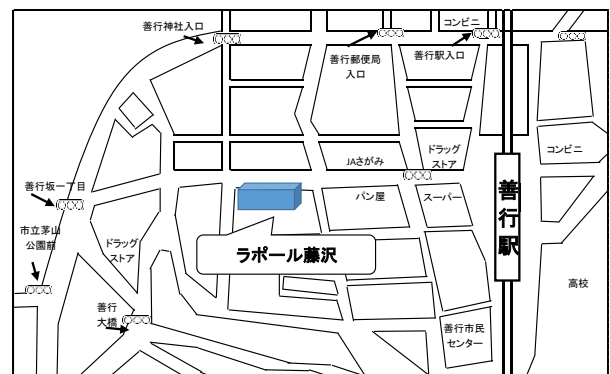 コンビニ
善行神社入口
善行郵便局
入口
善行駅入口
JAさがみ
ドラッグ
ストア
コンビニ
善行坂一丁目
パン屋
スーパー
善行駅
市立茅山
公園前
ドラッグ
ストア
ラポール藤沢
高校
善行
大橋
善行市民
センター